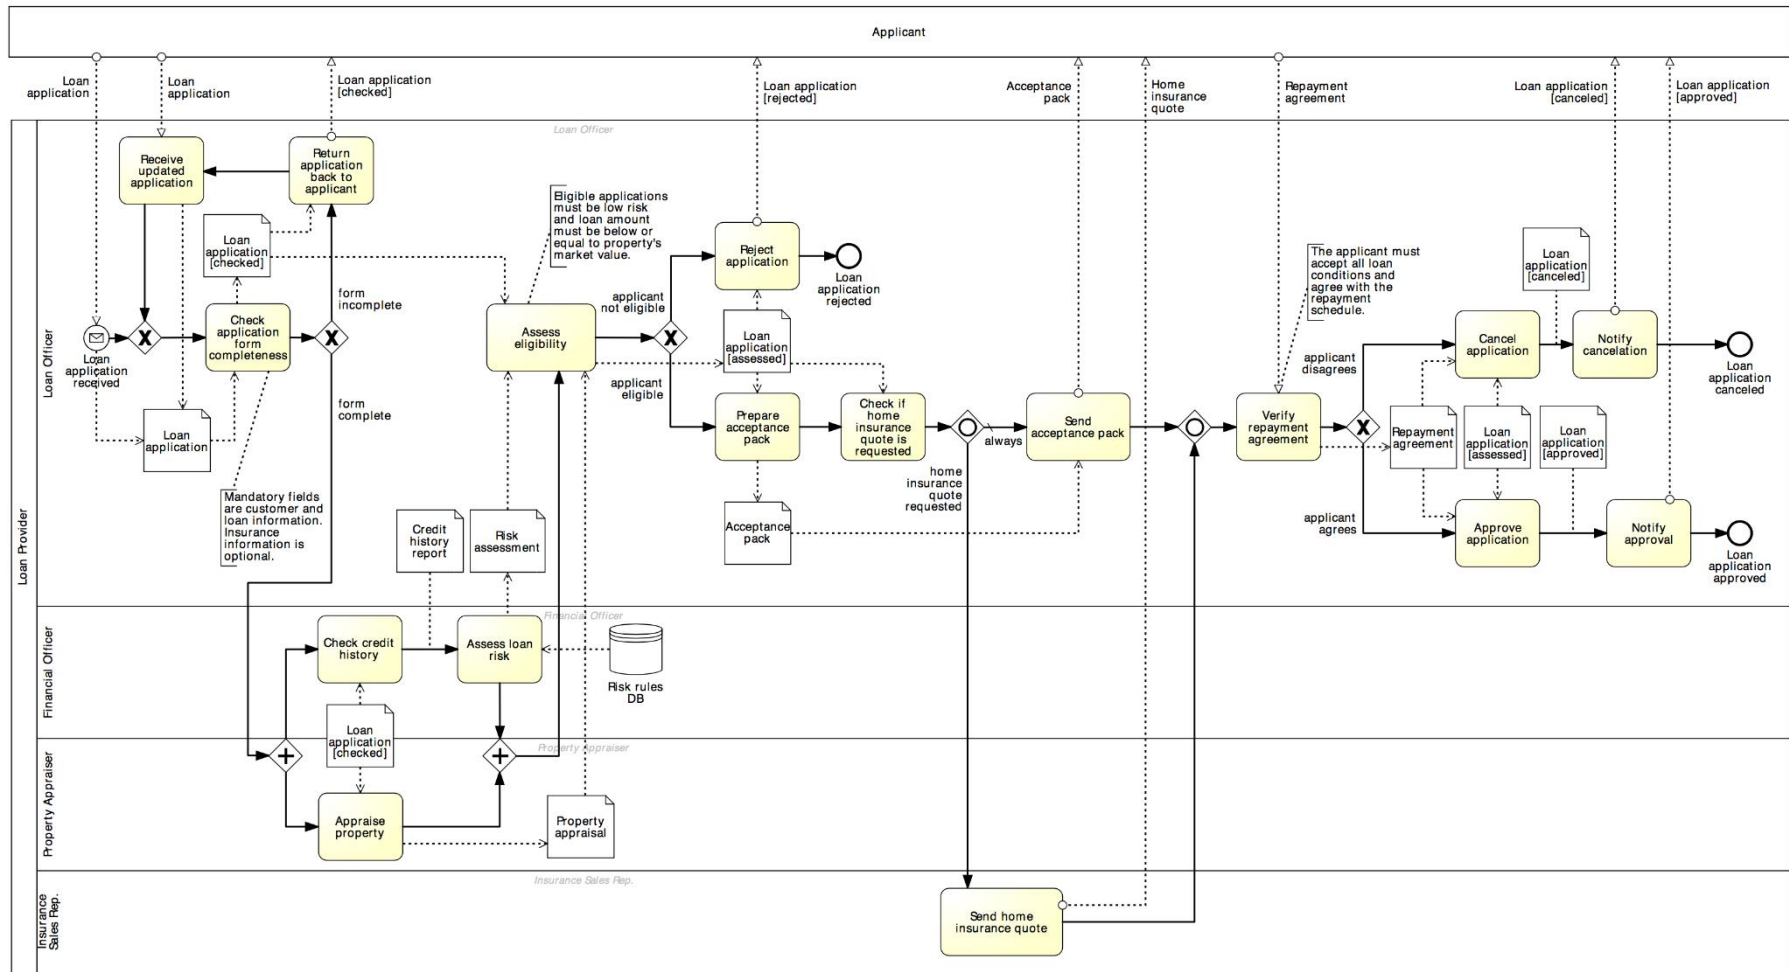 Applicant
Loan
application
Loan
application
Loan application
[checked]
Loan application
[rejected]
Acceptance
pack
Home
insurance
quote
Repayment
agreement
Loan application
[canceled]
Loan application
[approved]
Loan Provider
Loan Officer
Loan Officer
Receive
updated
application
Return
application
back to
applicant
Loan
application
[checked]
form
incomplete
Loan
application
received
Check
application
form
completeness
form
complete
Loan
application
Mandatory fields
are customer and
loan information.
Insurance
information is
optional.
Eligible applications
must be low risk
and loan amount
must be below or
equal to property's
market value.
Assess
eligibility
applicant
not eligible
applicant
eligible
Reject
application
Loan
application
rejected
Loan
application
[assessed]
Prepare
acceptance
pack
Check if
home
insurance
quote is
requested
always
Send
acceptance pack
home
insurance
quote
requested
Acceptance
pack
Credit
history
report
Risk
assessment
The applicant must
accept all loan
conditions and
agree with the
repayment
schedule.
Verify
repayment
agreement
applicant
disagrees
applicant
agrees
Loan
application
[canceled]
Cancel
application
Notify
cancelation
Loan
application
canceled
Repayment
agreement
Loan
application
[assessed]
Loan
application
[approved]
Approve
application
Notify
approval
Loan
application
approved
Financial Officer
Financial Officer
Check credit
history
Assess loan
risk
Risk rules
DB
Loan
application
[checked]
Property Appraiser
Property Appraiser
Appraise
property
Property
appraisal
Insurance
Sales Rep.
Insurance Sales Rep.
Send home
insurance quote